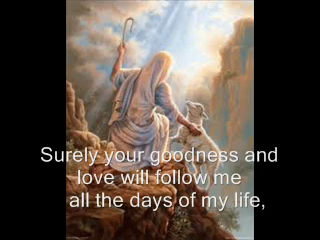 Surely your goodness and
love will follow me
all the days of my life,